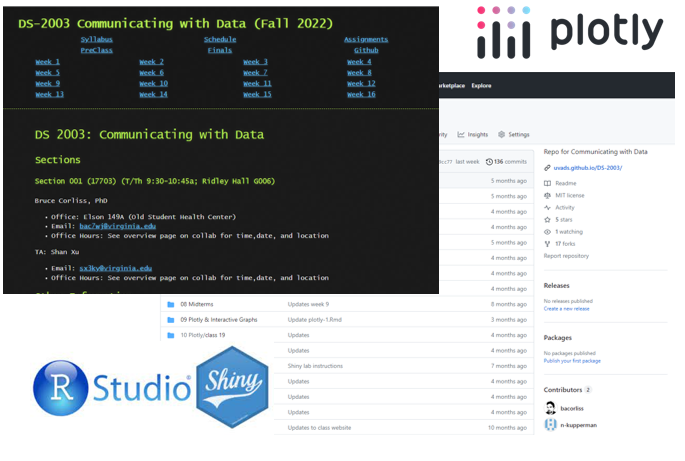 DS-2003 Communicating with Data (Fall 2022)
Syllabus Schedule Assignments
PreClass Finals Github
Week 1 Week 2 Week 3 Week 4
Week 5 Week 6 Week 7 Week 8
Week 9 Week 10 Week 11 Week 12
Week 13 Week 14 Week 15 Week 16
DS 2003: Communicating with Data
Sections
Section 001 (17703) (T/Th 9:30-10:45a; Ridley Hall G006)
Bruce Corliss, PhD
• Office: Elson 149A (Old Student Health Center)
• Email: bac7wj@virginia.edu
• Office Hours: See overview page on collab for time,date, and location
TA: Shan Xu
• Email: sx3ky@virginia.edu
• Office Hours: See overview page on collab for time,date, and location
plotly
Explore
Insights Settings
last week 136 commits
5 months ago
5 months ago
4 months ago
4 months ago
5 months ago
4 months ago
4 months ago
4 months ago
08 Midterms Updates week 9 8 months ago
09 Plotly & Interactive Graphs Update plotly-1.Rmd 3 months ago
10 Plotly/class 19 Updates 4 months ago
Updates 4 months ago
Shiny lab instructions 7 months ago
Updates 4 months ago
Updates 4 months ago
Updates 4 months ago
Updates to class website 10 months ago
Repo for Communicating with Data
uvads.github.io/DS-2003/
Readme
MIT license
Activity
5 stars
1 watching
17 forks
Report repository
Releases
No releases published
Create a new release
Packages
No packages published
Publish your first package
Contributors 2
bacorliss
n-kupperman
R Studio®
Shiny